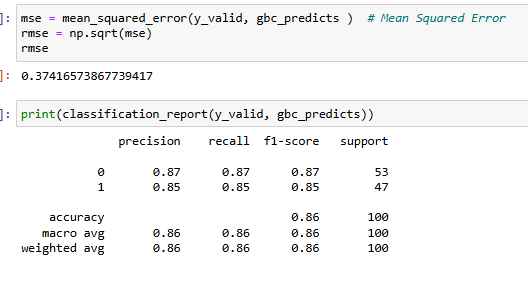 ]: mse = mean_squared_error(y_valid, gbc_predicts )  # Mean Squared Error
rmse = np.sqrt(mse)
rmse
]: 0.37416573867739417
]: print(classification_report(y_valid, gbc_predicts))
precision recall f1-score support
0 0.87 0.87 0.87 53
1 0.85 0.85 0.85 47
accuracy 0.86 100
macro avg 0.86 0.86 0.86 100
weighted avg 0.86 0.86 0.86 100